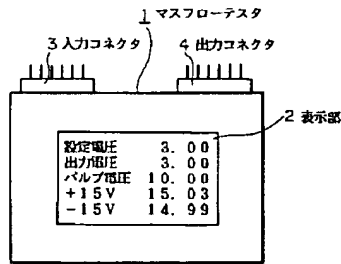 1 マスフローテスタ
3 入力コネクタ
4 出力コネクタ
2 表示部
設定電圧 3.00
出力電圧 3.00
バルブ電圧 10.00
+15V 15.03
-15V 14.99